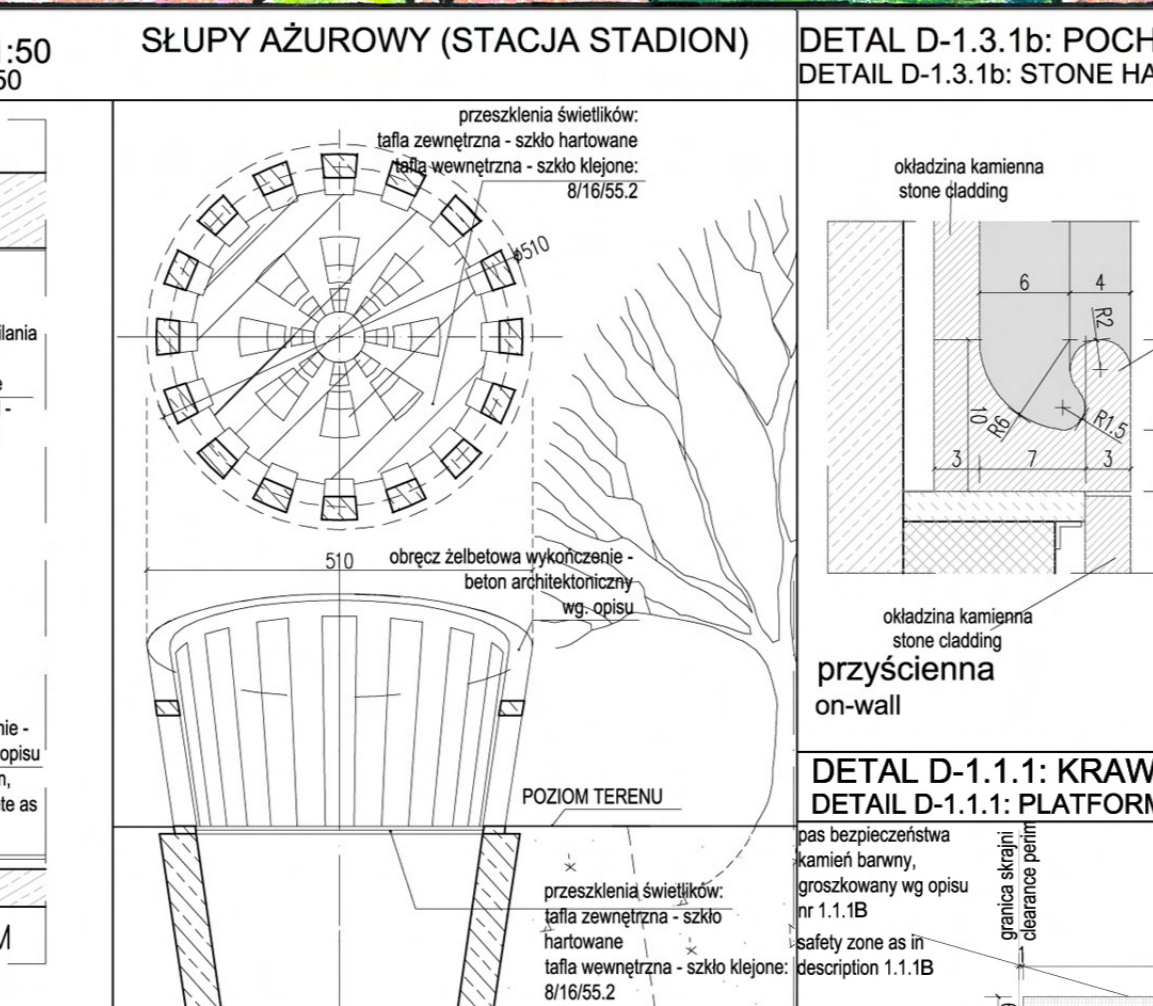 1:50
50
SŁUPY AŻUROWY (STACJA STADION)
DETAL D-1.3.1b: POCH
DETAIL D-1.3.1b: STONE HA
przeszklenia świetlików:
tafla zewnętrzna - szkło hartowane
tafla wewnętrzna - szkło klejone:
8/16/55.2
ϕ510
510
obręcz żelbetowa wykończenie -
beton architektoniczny
wg. opisu
POZIOM TERENU
przeszklenia świetlików:
tafla zewnętrzna - szkło
hartowane
tafla wewnętrzna - szkło klejone:
8/16/55.2
ilania
e
-
nie -
opisu
n,
te as
M
okładzina kamienna
stone cladding
6
4
R2
10
R6
R1.5
3
7
3
okładzina kamienna
stone cladding
przyścienna
on-wall
DETAL D-1.1.1: KRAW
DETAIL D-1.1.1: PLATFORM
pas bezpieczeństwa
kamień barwny,
groszkowany wg opisu
nr 1.1.1B
safety zone as in
description 1.1.1B
granica skrajni
clearance perim